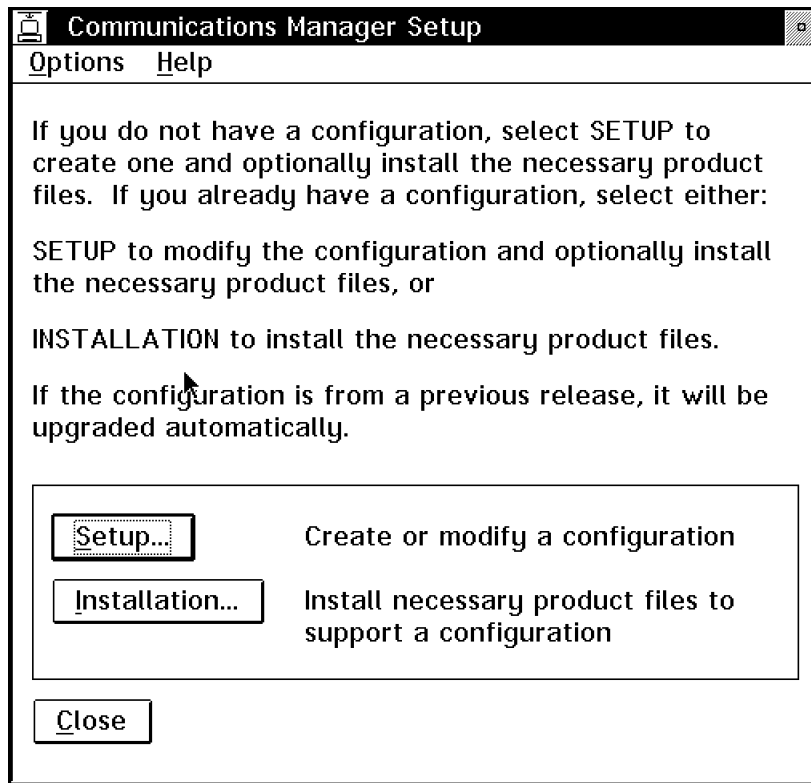 Communications Manager Setup
Options Help
If you do not have a configuration, select SETUP to
create one and optionally install the necessary product
files. If you already have a configuration, select either:
SETUP to modify the configuration and optionally install
the necessary product files, or
INSTALLATION to install the necessary product files.
If the configuration is from a previous release, it will be
upgraded automatically.
Setup... Create or modify a configuration
Installation... Install necessary product files to
support a configuration
Close